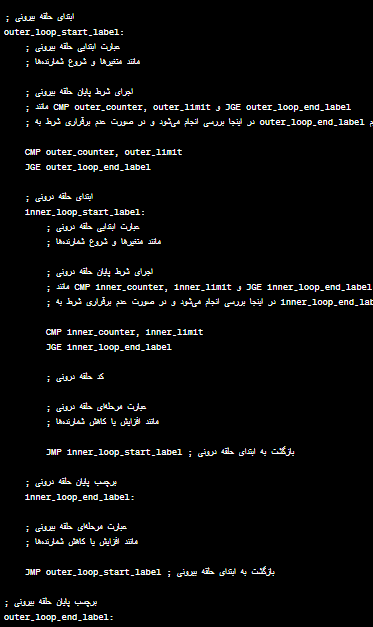 ; ابتدای حلقه بیرونی
outer_loop_start_label:
; عبارت ابتدایی حلقه بیرونی
; مانند متغیرها و شروع شمارنده‌ها
; اجرای شرط پایان حلقه بیرونی
; مانند CMP outer_counter, outer_limit و JGE outer_loop_end_label
; در اینجا بررسی انجام می‌شود و در صورت عدم برقراری شرط به outer_loop_end_label
CMP outer_counter, outer_limit
JGE outer_loop_end_label
; ابتدای حلقه درونی
inner_loop_start_label:
; عبارت ابتدایی حلقه درونی
; مانند متغیرها و شروع شمارنده‌ها
; اجرای شرط پایان حلقه درونی
; مانند CMP inner_counter, inner_limit و JGE inner_loop_end_label
; در اینجا بررسی انجام می‌شود و در صورت عدم برقراری شرط به inner_loop_end_lab
CMP inner_counter, inner_limit
JGE inner_loop_end_label
; کد حلقه درونی
; عبارت مرحله‌ای حلقه درونی
; مانند افزایش یا کاهش شمارنده‌ها
JMP inner_loop_start_label ; بازگشت به ابتدای حلقه درونی
; برچسب پایان حلقه درونی
inner_loop_end_label:
; عبارت مرحله‌ای حلقه بیرونی
; مانند افزایش یا کاهش شمارنده‌ها
JMP outer_loop_start_label ; بازگشت به ابتدای حلقه بیرونی
; برچسب پایان حلقه بیرونی
outer_loop_end_label: